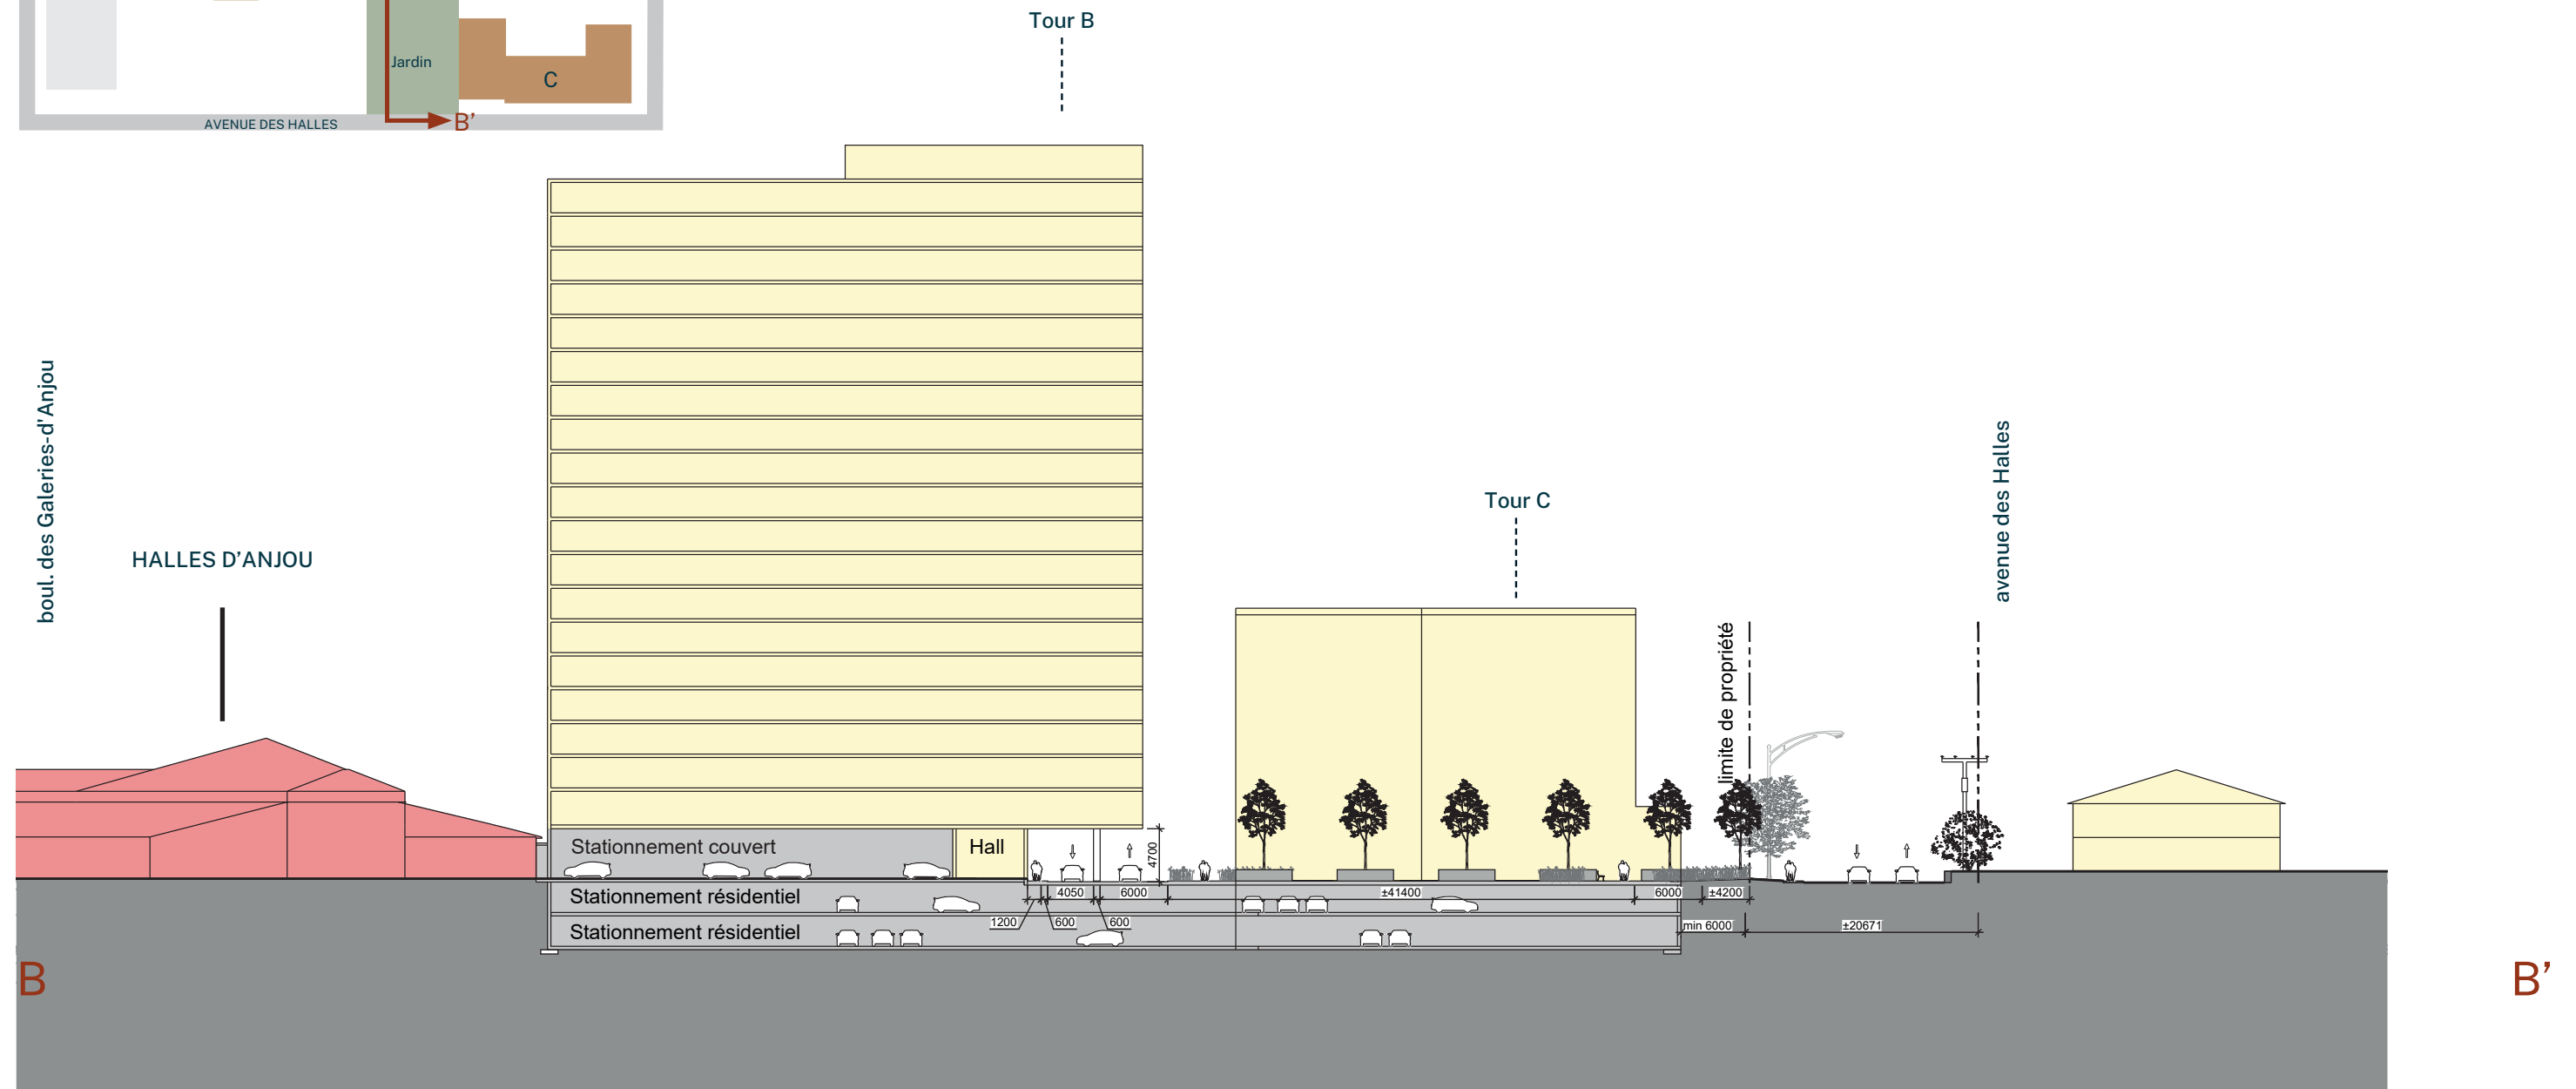 Jardin
C
AVENUE DES HALLES
B’
Tour B
boul. des Galeries-d'Anjou
HALLES D’ANJOU
Tour C
limite de propriété
avenue des Halles
Stationnement couvert
Hall
4700
Stationnement résidentiel
4050
6000
±41400
6000
±4200
1200
600
600
min 6000
±20671
Stationnement résidentiel
B
B’